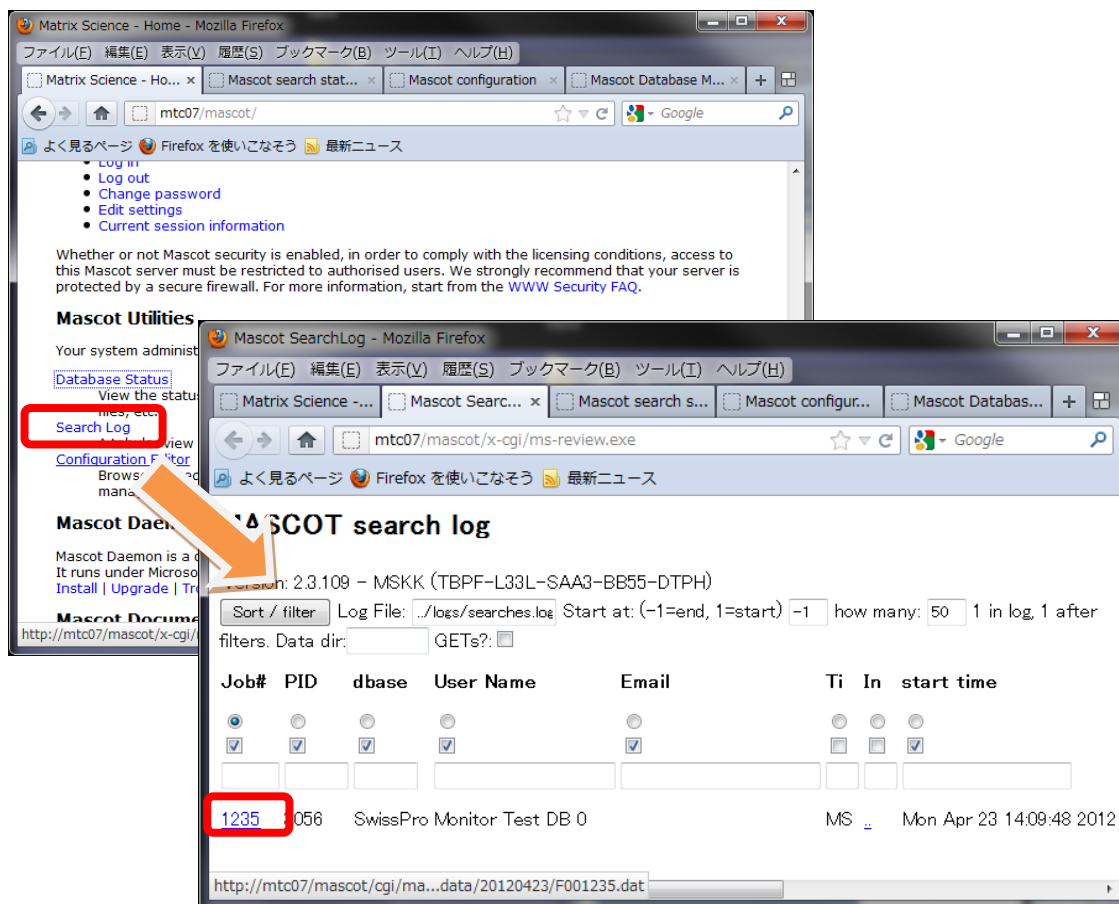 Matrix Science - Home - Mozilla Firefox
ファイル(F) 編集(E) 表示(V) 履歴(S) ブックマーク(B) ツール(T) ヘルプ(H)
Matrix Science - Ho... × Mascot search stat... × Mascot configuration × Mascot Database M... × +
mtc07/mascot/ Google
よく見るページ Firefox を使いこなそう 最新ニュース
Log in
Log out
Change password
Edit settings
Current session information
Whether or not Mascot security is enabled, in order to comply with the licensing conditions, access to
this Mascot server must be restricted to authorised users. We strongly recommend that your server is
protected by a secure firewall. For more information, start from the WWW Security FAQ.
Mascot Utilities
Your system administ
Database Status
View the status
files, etc.
Search Log
view
Configuration Editor
Brows
mana
Mascot Dae
Mascot Daemon is a
It runs under Microso
Install | Upgrade | Tr
Mascot Docume
http://mtc07/mascot/x-cgi/
Mascot SearchLog - Mozilla Firefox
ファイル(F) 編集(E) 表示(V) 履歴(S) ブックマーク(B) ツール(T) ヘルプ(H)
Matrix Science -... Mascot Searc... × Mascot search s... Mascot configur... Mascot Databas... +
mtc07/mascot/x-cgi/ms-review.exe Google
よく見るページ Firefox を使いこなそう 最新ニュース
MASCOT search log
Version: 2.3.109 - MSKK (TBPF-L33L-SAA3-BB55-DTPH)
Sort / filter Log File: ../logs/searches.log Start at: (-1=end, 1=start) -1 how many: 50 1 in log, 1 after
filters. Data dir: GETs?:
Job# PID dbase User Name Email Ti In start time
1235 056 SwissPro Monitor Test DB 0 MS .. Mon Apr 23 14:09:48 2012
http://mtc07/mascot/cgi/ma...data/20120423/F001235.dat